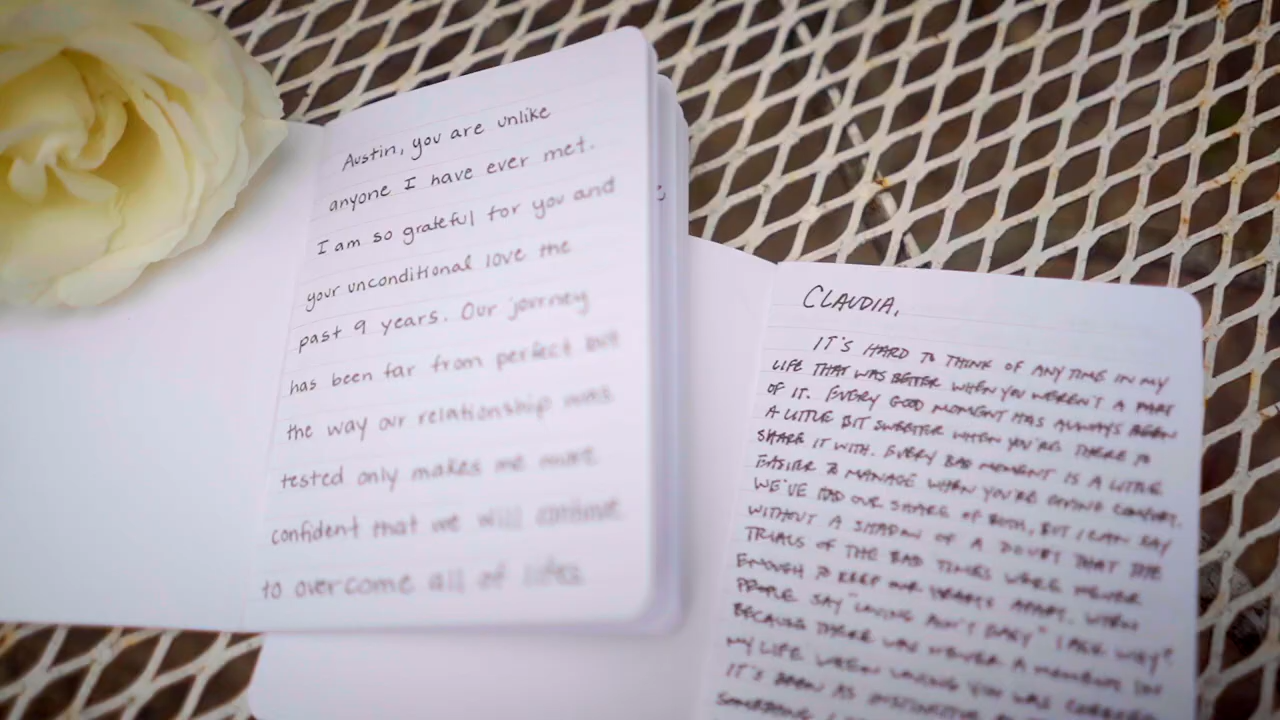 Austin, you are unlike
anyone I have ever met.
I am so grateful for you and
your unconditional love the
past 9 years. Our journey
has been far from perfect but
the way our relationship was
tested only makes me more
confident that we will continue
to overcome all of lifes
CLAUDIA,
IT'S HARD TO THINK OF ANY TIME IN MY
LIFE THAT WAS BETTER WHEN YOU WEREN'T A PART
OF IT. EVERY GOOD MOMENT HAS ALWAYS BEEN
A LITTLE BIT SWEETER WHEN YOU'RE THERE TO
SHARE IT WITH. EVERY BAD MOMENT IS A LITTLE
EASIER TO MANAGE WHEN YOU'RE GIVING COMFORT.
WE'VE HAD OUR SHARE OF BOTH, BUT I CAN SAY
WITHOUT A SHADOW OF A DOUBT THAT THE
TRIALS OF THE BAD TIMES WERE NEVER
ENOUGH TO KEEP OUR HEARTS APART. WHEN
PEOPLE SAY "LOVING AIN'T EASY" I ASK WHY?
BECAUSE THERE WAS NEVER A MOMENT IN
MY LIFE WHEN LOVING YOU WAS
IT'S BEEN AS
SOMETHING